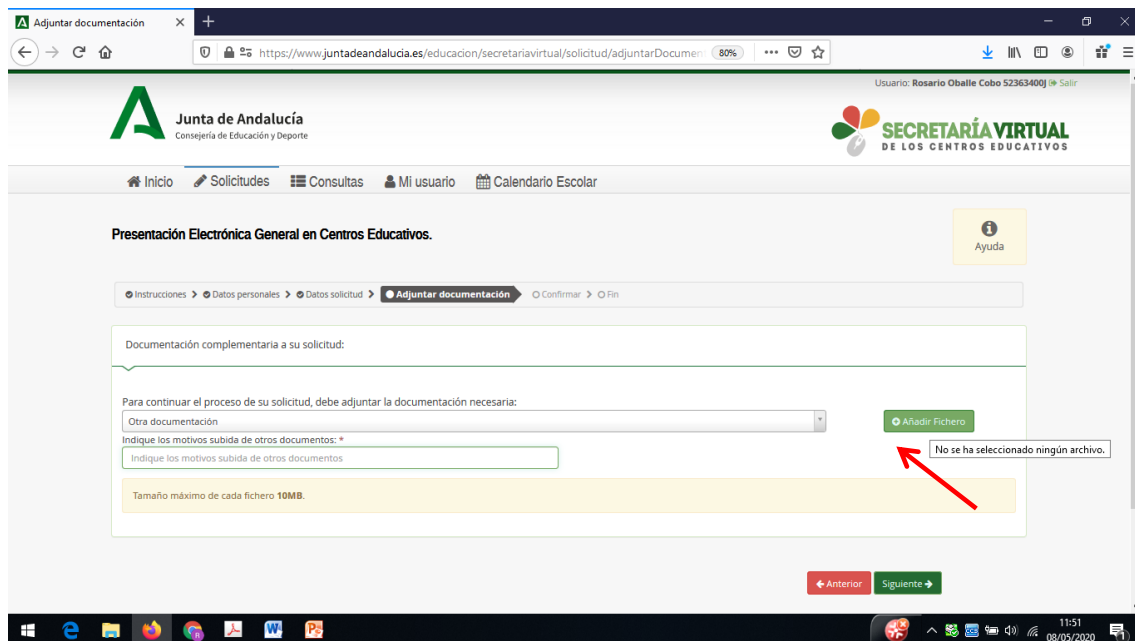 Adjuntar documentación
https://www.juntadeandalucia.es/educacion/secretariavirtual/solicitud/adjuntarDocumen 80%
Usuario: Rosario Oballe Cobo 52363400J Salir
Junta de Andalucía
Consejería de Educación y Deporte
SECRETARÍA VIRTUAL
DE LOS CENTROS EDUCATIVOS
Inicio Solicitudes Consultas Mi usuario Calendario Escolar
Presentación Electrónica General en Centros Educativos.
Ayuda
Instrucciones Datos personales Datos solicitud Adjuntar documentación Confirmar Fin
Documentación complementaria a su solicitud:
Para continuar el proceso de su solicitud, debe adjuntar la documentación necesaria:
Otra documentación
Añadir Fichero
Indique los motivos subida de otros documentos: *
No se ha seleccionado ningún archivo.
Indique los motivos subida de otros documentos
Tamaño máximo de cada fichero 10MB.
Anterior Siguiente
11:51
08/05/2020